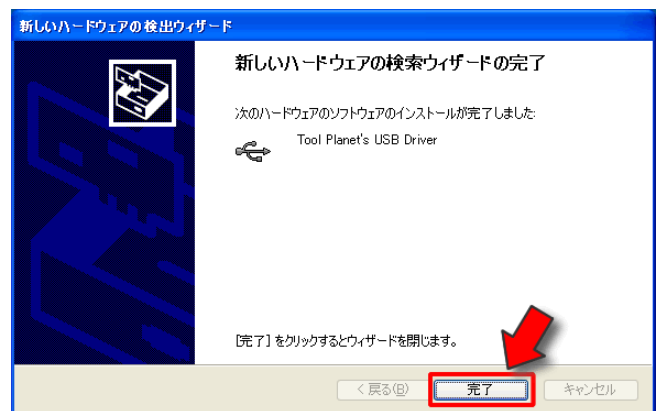 新しいハードウェアの検出ウィザード
新しいハードウェアの検索ウィザードの完了
次のハードウェアのソフトウェアのインストールが完了しました:
Tool Planet's USB Driver
[完了] をクリックするとウィザードを閉じます。
< 戻る(B) 完了 キャンセル